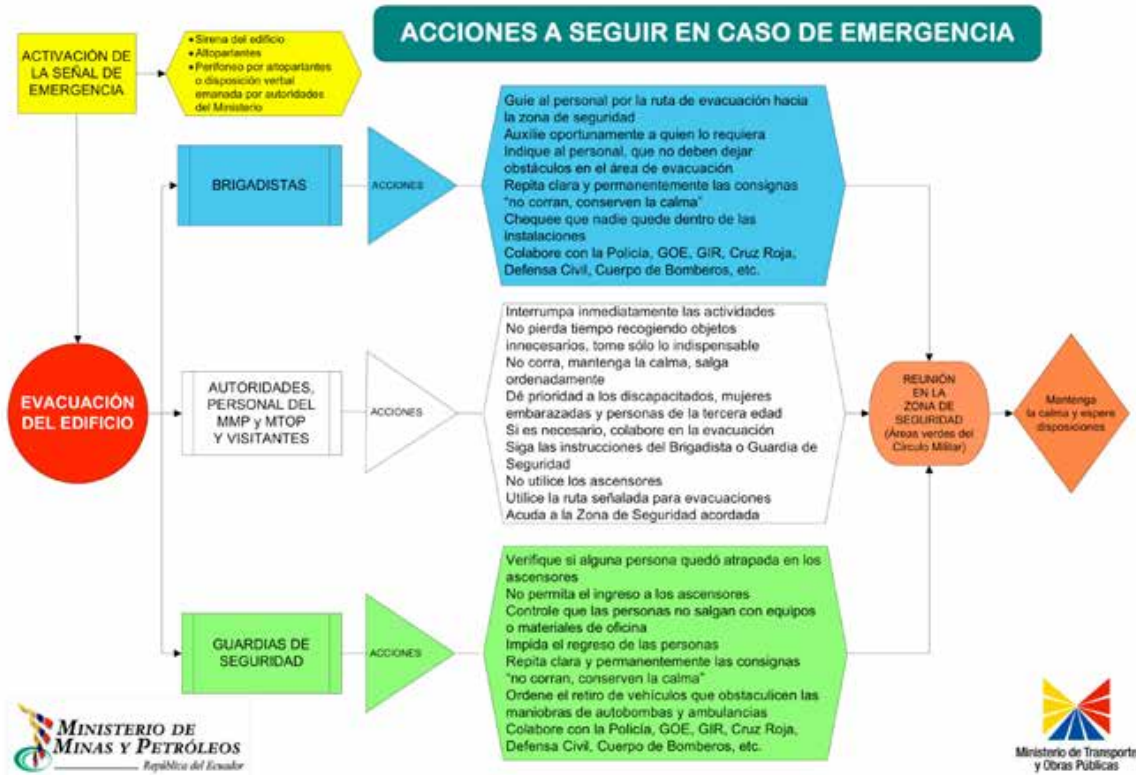 ACCIONES A SEGUIR EN CASO DE EMERGENCIA
ACTIVACIÓN DE
LA SEÑAL DE
EMERGENCIA
• Sirena del edificio
• Altoparlantes
• Perifoneo por altoparlantes
o disposición verbal
emanada por autoridades
del Ministerio
EVACUACIÓN
DEL EDIFICIO
BRIGADISTAS
ACCIONES
Guíe al personal por la ruta de evacuación hacia
la zona de seguridad
Auxilie oportunamente a quien lo requiera
Indique al personal, que no deben dejar
obstáculos en el área de evacuación
Repita clara y permanentemente las consignas
“no corran, conserven la calma”
Chequee que nadie quede dentro de las
instalaciones
Colabore con la Policía, GOE, GIR, Cruz Roja,
Defensa Civil, Cuerpo de Bomberos, etc.
AUTORIDADES,
PERSONAL DEL
MMP y MTOP
Y VISITANTES
ACCIONES
Interrumpa inmediatamente las actividades
No pierda tiempo recogiendo objetos
innecesarios, tome sólo lo indispensable
No corra, mantenga la calma, salga
ordenadamente
Dé prioridad a los discapacitados, mujeres
embarazadas y personas de la tercera edad
Si es necesario, colabore en la evacuación
Siga las instrucciones del Brigadista o Guardia de
Seguridad
No utilice los ascensores
Utilice la ruta señalada para evacuaciones
Acuda a la Zona de Seguridad acordada
GUARDIAS DE
SEGURIDAD
ACCIONES
Verifique si alguna persona quedó atrapada en los
ascensores
No permita el ingreso a los ascensores
Controle que las personas no salgan con equipos
o materiales de oficina
Impida el regreso de las personas
Repita clara y permanentemente las consignas
“no corran, conserven la calma”
Ordene el retiro de vehículos que obstaculicen las
maniobras de autobombas y ambulancias
Colabore con la Policía, GOE, GIR, Cruz Roja,
Defensa Civil, Cuerpo de Bomberos, etc.
REUNIÓN
EN LA
ZONA DE
SEGURIDAD
(Áreas verdes del
Círculo Militar)
Mantenga
la calma y espere
disposiciones
MINISTERIO DE
MINAS Y PETRÓLEOS
República del Ecuador
Ministerio de Transporte
y Obras Públicas